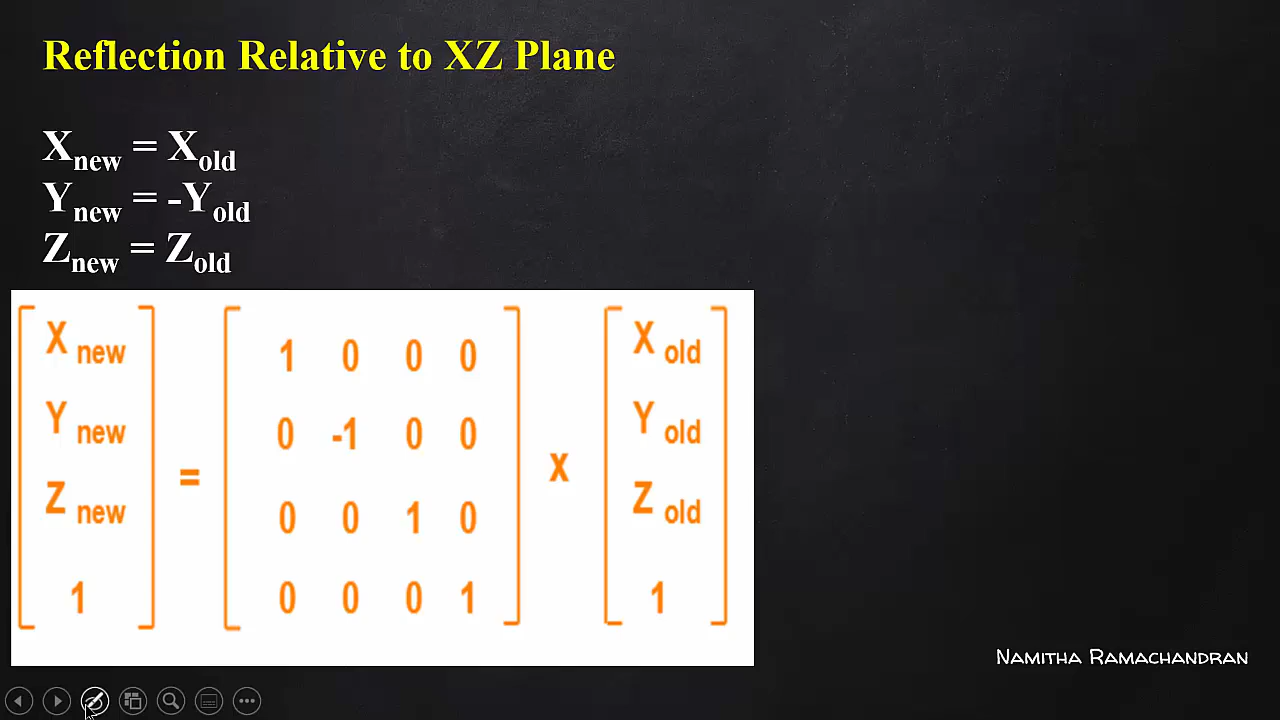 Reflection Relative to XZ Plane
Xnew = Xold
Ynew = -Yold
Znew = Zold
X new 1 0 0 0 X old
Y new 0 -1 0 0 Y old
= x
Z new 0 0 1 0 Z old
1 0 0 0 1 1
Namitha Ramachandran